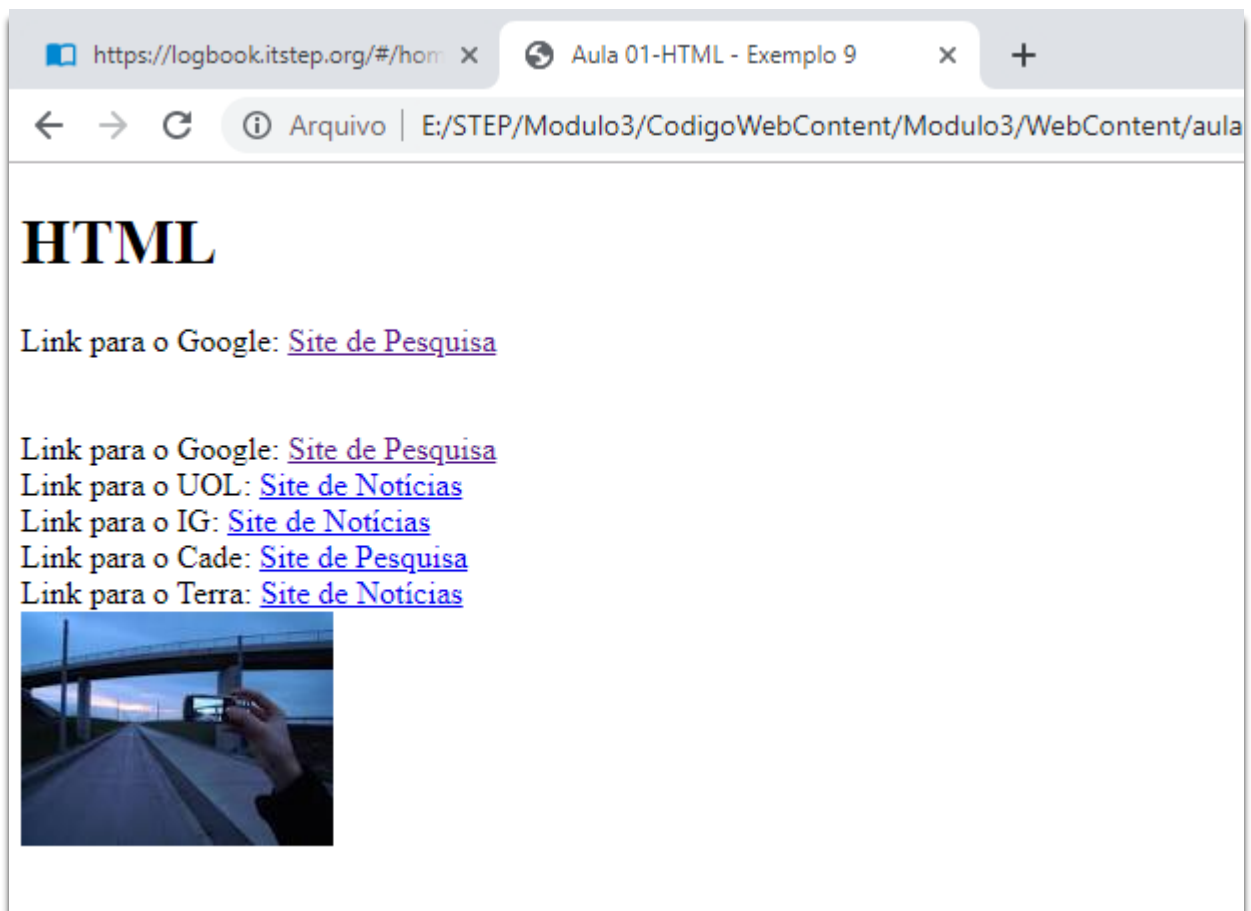 https://logbook.itstep.org/#/hom
Aula 01-HTML - Exemplo 9
Arquivo | E:/STEP/Modulo3/CodigoWebContent/Modulo3/WebContent/aula
HTML
Link para o Google: Site de Pesquisa
Link para o Google: Site de Pesquisa
Link para o UOL: Site de Notícias
Link para o IG: Site de Notícias
Link para o Cade: Site de Pesquisa
Link para o Terra: Site de Notícias